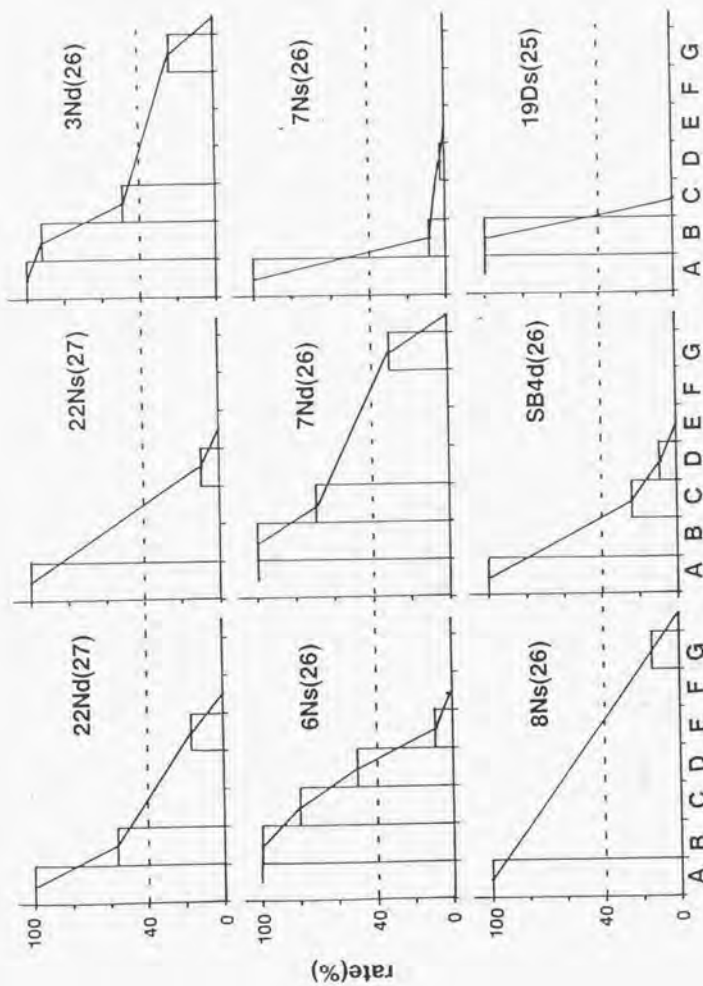 22Nd(27)
22Ns(27)
3Nd(26)
100
40
0
6Ns(26)
7Nd(26)
7Ns(26)
100
40
0
rate(%)
8Ns(26)
SB4d(26)
19Ds(25)
100
40
0
A B C D E F G
A B C D E F G
A B C D E F G